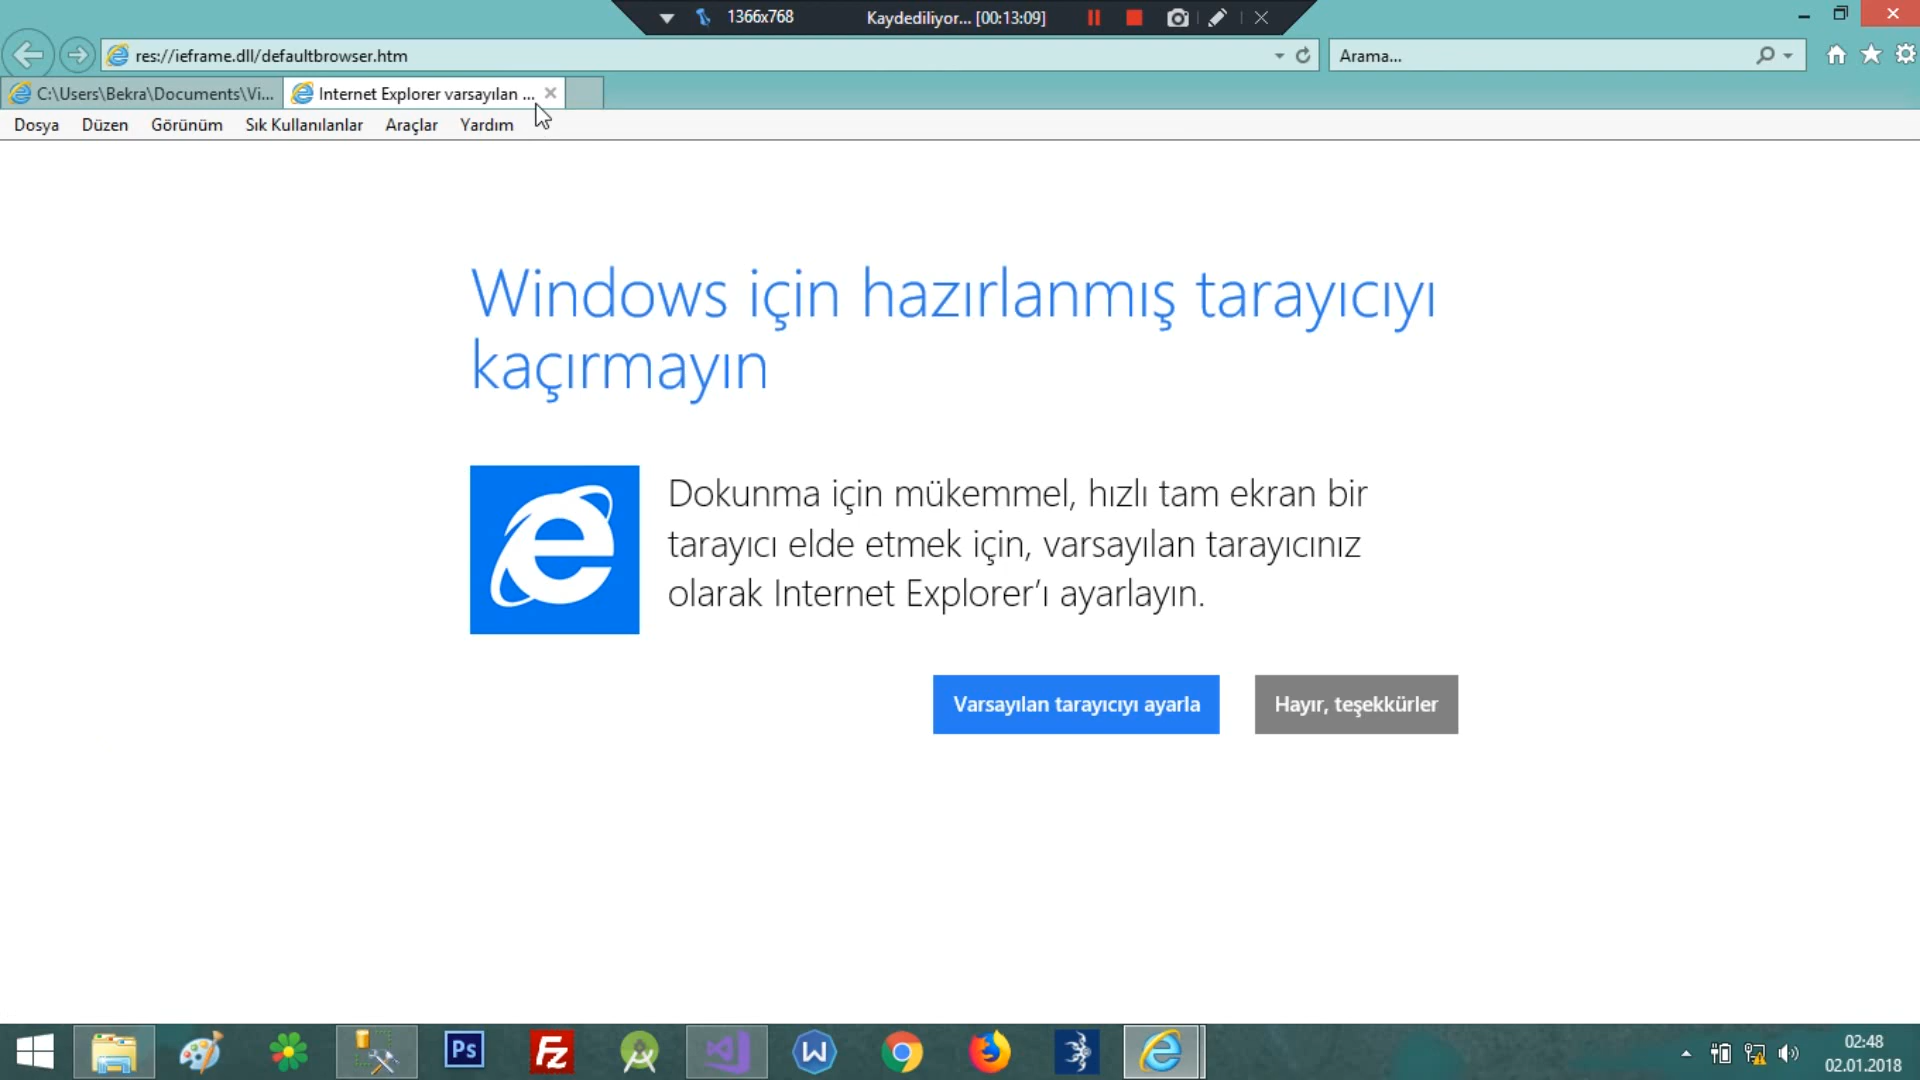 1366x768
Kaydediliyor... [00:13:09]
res://ieframe.dll/defaultbrowser.htm
Arama...
C:\Users\Bekra\Documents\Vi...
Internet Explorer varsayılan ...
Dosya
Düzen
Görünüm
Sık Kullanılanlar
Araçlar
Yardım
Windows için hazırlanmış tarayıcıyı
kaçırmayın
Dokunma için mükemmel, hızlı tam ekran bir
tarayıcı elde etmek için, varsayılan tarayıcınız
olarak Internet Explorer’ı ayarlayın.
Varsayılan tarayıcıyı ayarla
Hayır, teşekkürler
Ps
Fz
W
02:48
02.01.2018